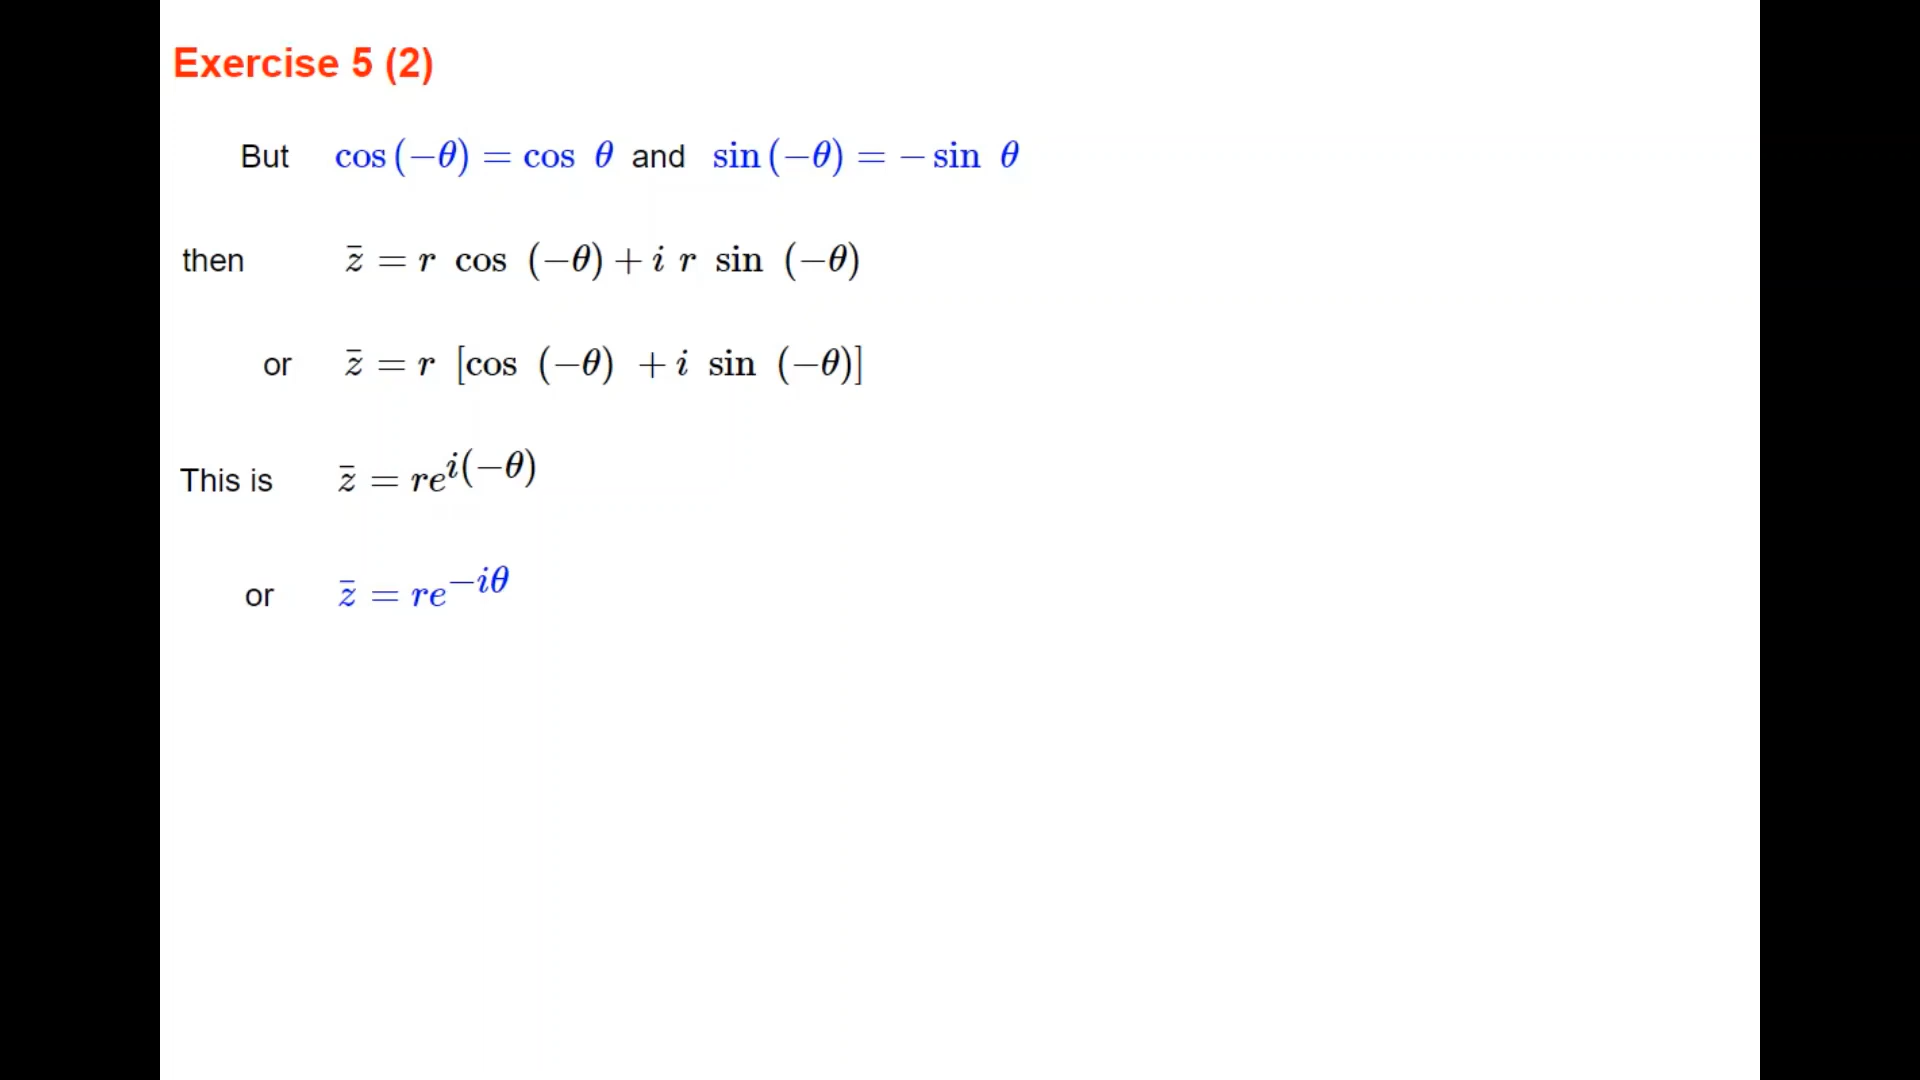 Exercise 5 (2)
But cos(−θ) = cos θ and sin(−θ) = − sin θ
then z̄ = r cos (−θ) + i r sin (−θ)
or z̄ = r [cos (−θ) + i sin (−θ)]
This is z̄ = re^{i(−θ)}
or z̄ = re^{−iθ}